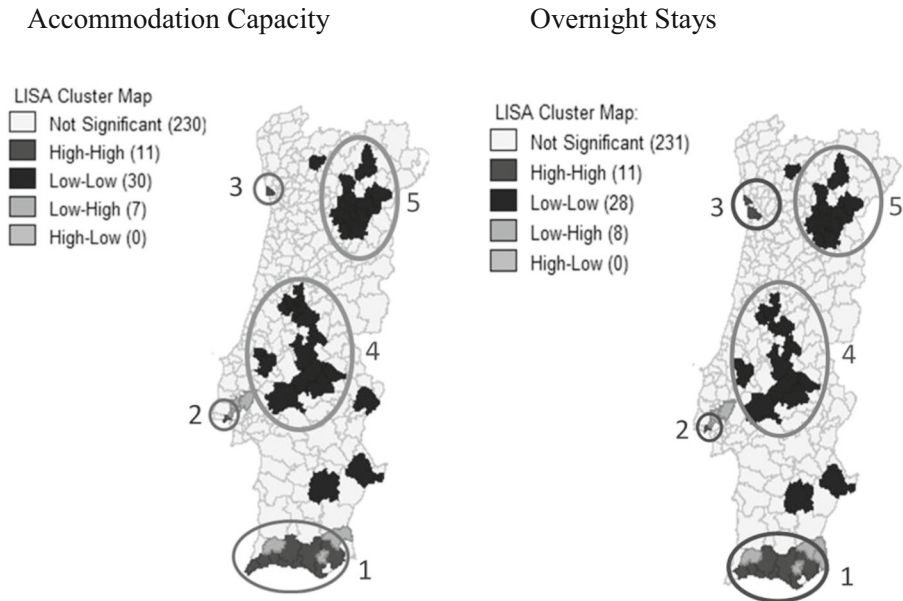 Accommodation Capacity
Overnight Stays
LISA Cluster Map
Not Significant (230)
High-High (11)
Low-Low (30)
Low-High (7)
High-Low (0)
3
5
4
2
1
LISA Cluster Map:
Not Significant (231)
High-High (11)
Low-Low (28)
Low-High (8)
High-Low (0)
3
5
4
2
1